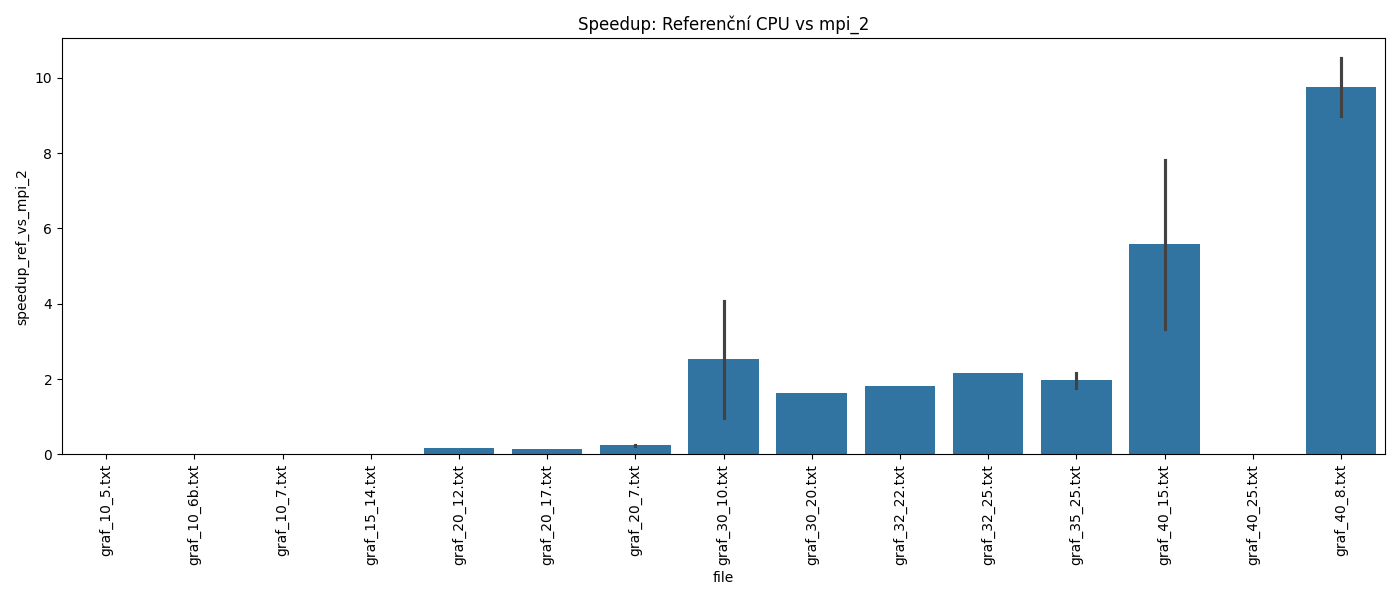 Speedup: Referenční CPU vs mpi_2
speedup_ref_vs_mpi_2
10
8
6
4
2
0
graf_10_5.txt
graf_10_6b.txt
graf_10_7.txt
graf_15_14.txt
graf_20_12.txt
graf_20_17.txt
graf_20_7.txt
graf_30_10.txt
graf_30_20.txt
graf_32_22.txt
graf_32_25.txt
graf_35_25.txt
graf_40_15.txt
graf_40_25.txt
graf_40_8.txt
file